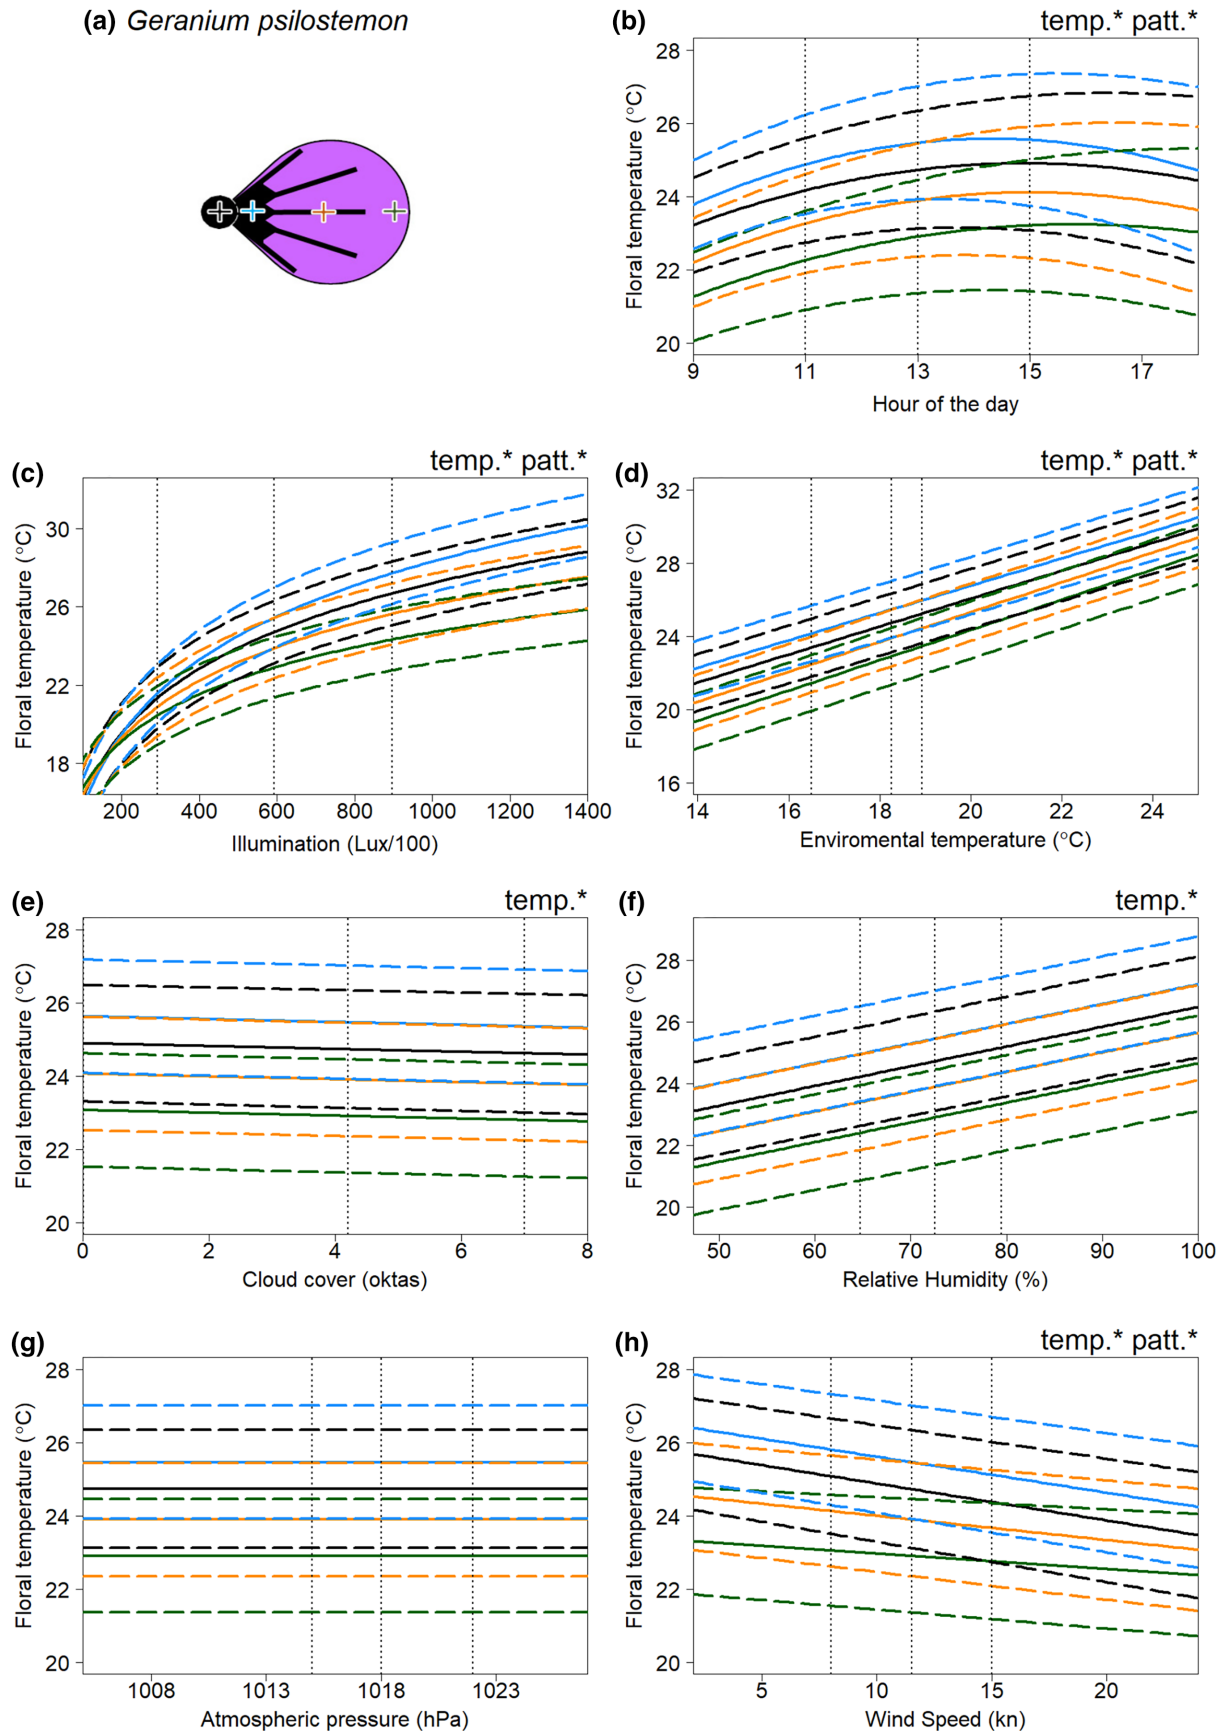 (a) Geranium psilostemon
(b)
temp.* patt.*
Floral temperature (°C)
28
26
24
22
20
9 11 13 15 17
Hour of the day
(c)
temp.* patt.*
Floral temperature (°C)
30
26
22
18
200 400 600 800 1000 1200 1400
Illumination (Lux/100)
(d)
temp.* patt.*
Floral temperature (°C)
32
28
24
20
16
14 16 18 20 22 24
Enviromental temperature (°C)
(e)
temp.*
Floral temperature (°C)
28
26
24
22
20
0 2 4 6 8
Cloud cover (oktas)
(f)
temp.*
Floral temperature (°C)
28
26
24
22
20
50 60 70 80 90 100
Relative Humidity (%)
(g)
Floral temperature (°C)
28
26
24
22
20
1008 1013 1018 1023
Atmospheric pressure (hPa)
(h)
temp.* patt.*
Floral temperature (°C)
28
26
24
22
20
5 10 15 20
Wind Speed (kn)